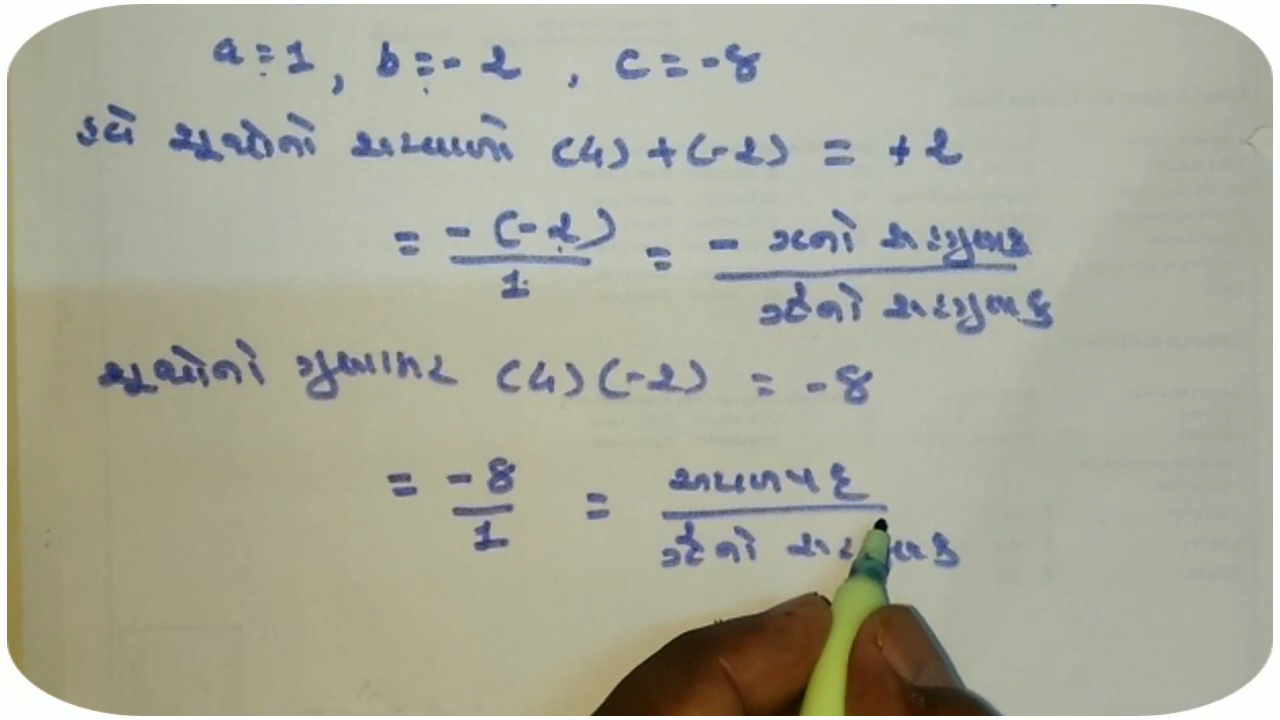 a = 1, b = - 2, c = -8
હવે શૂન્યોનો સરવાળો (4) + (-2) = +2
= - (-2) / 1 = - xનો સહગુણક / x²નો સહગુણક
શૂન્યોનો ગુણાકાર (4) (-2) = -8
= -8 / 1 = અચળપદ / x²નો સહગુણક